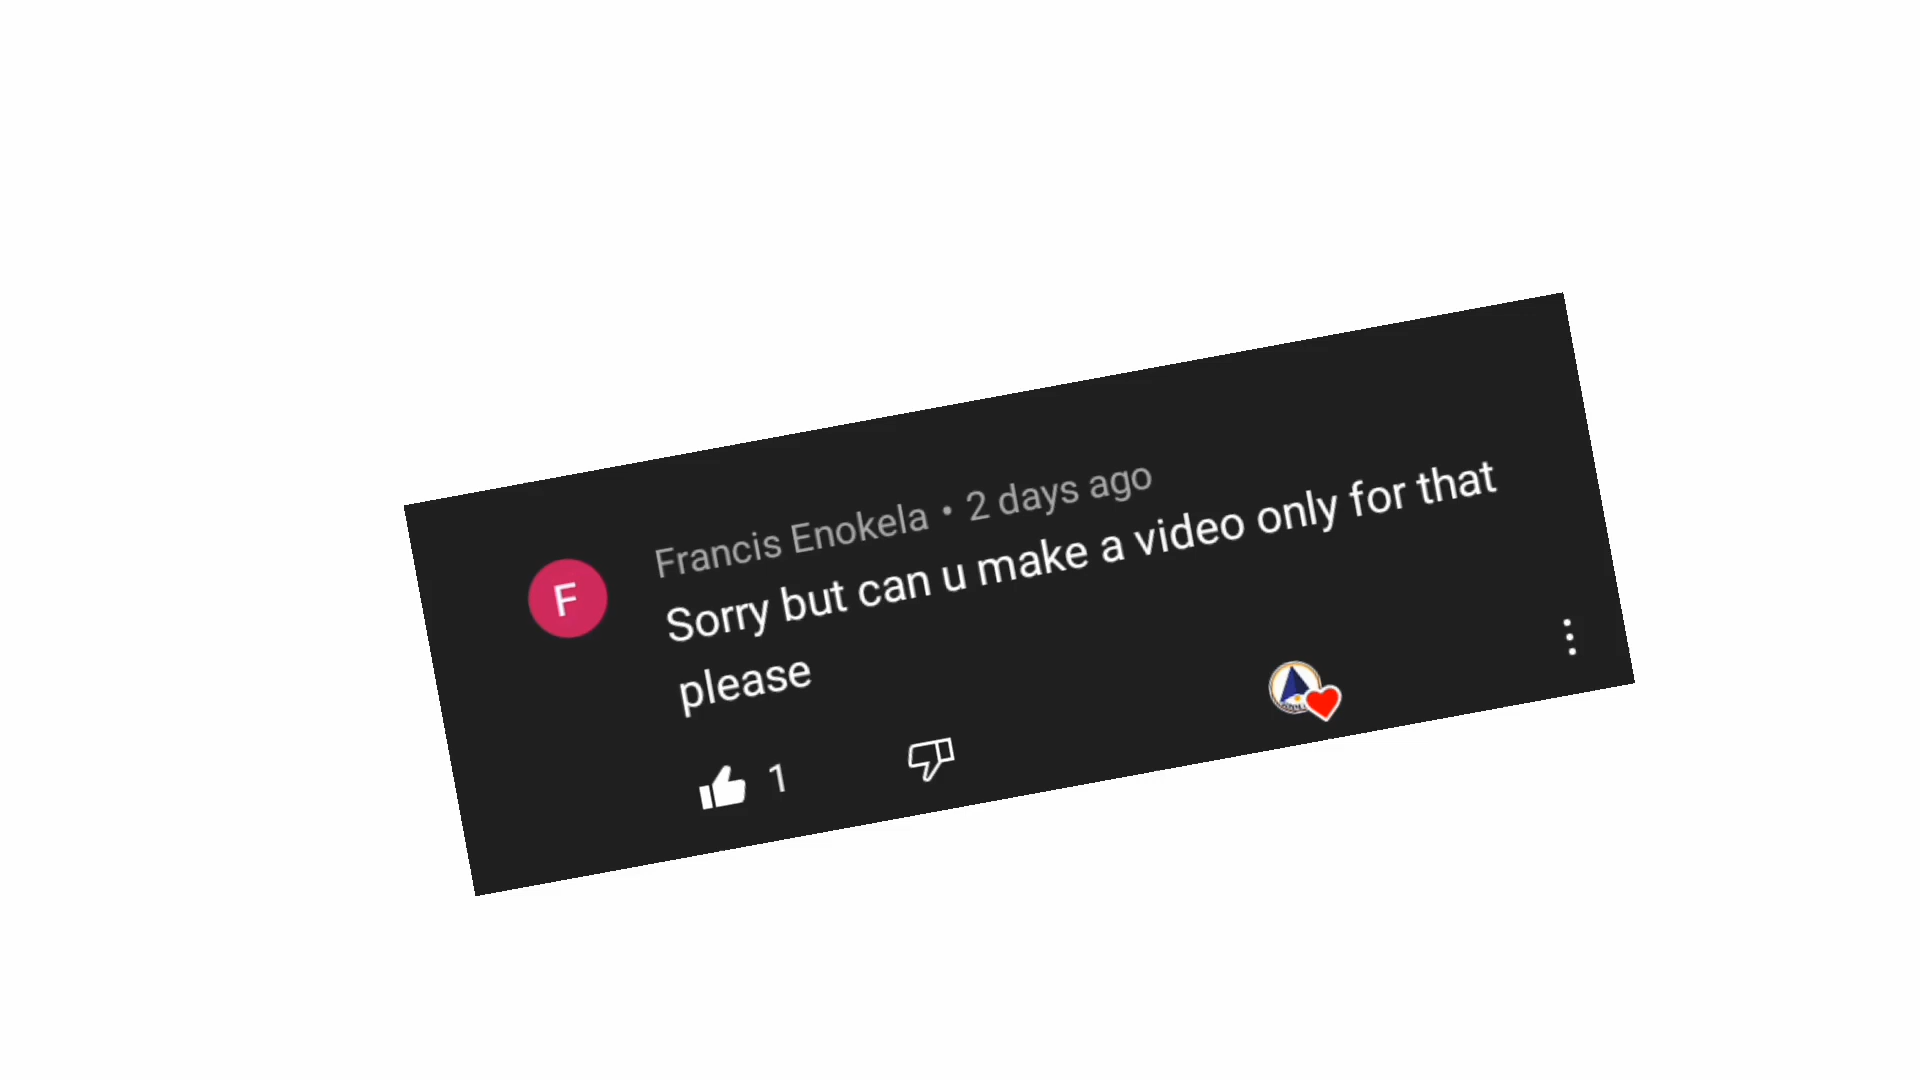 Francis Enokela • 2 days ago
F
Sorry but can u make a video only for that
please
1